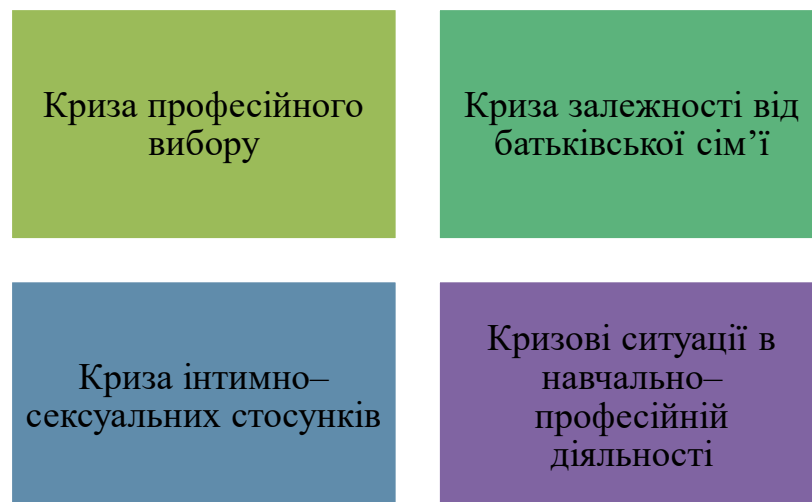 Криза професійного
вибору
Криза залежності від
батьківської сім’ї
Криза інтимно–
сексуальних стосунків
Кризові ситуації в
навчально–
професійній
діяльності